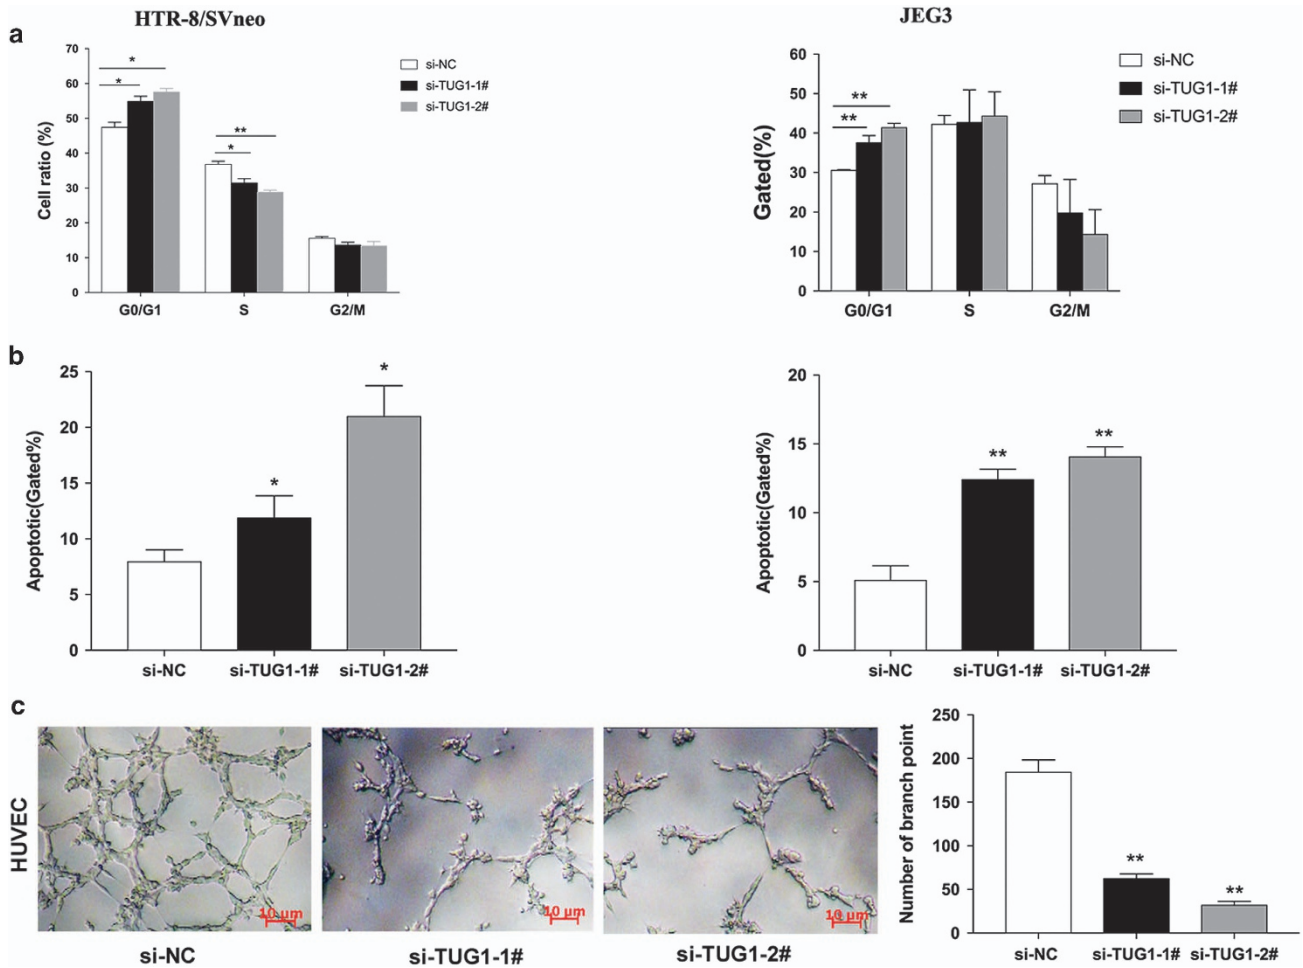 HTR-8/SVneo
JEG3
a
70
60
50
40
30
20
10
0
Cell ratio (%)
*
*
**
*
G0/G1 S G2/M
si-NC
si-TUG1-1#
si-TUG1-2#
60
50
40
30
20
10
0
Gated(%)
**
**
G0/G1 S G2/M
si-NC
si-TUG1-1#
si-TUG1-2#
b
25
20
15
10
5
0
Apoptotic(Gated%)
*
*
si-NC si-TUG1-1# si-TUG1-2#
20
15
10
5
0
Apoptotic(Gated%)
**
**
si-NC si-TUG1-1# si-TUG1-2#
c
HUVEC
10 µm
10 µm
10 µm
si-NC si-TUG1-1# si-TUG1-2#
250
200
150
100
50
0
Number of branch point
**
**
si-NC si-TUG1-1# si-TUG1-2#